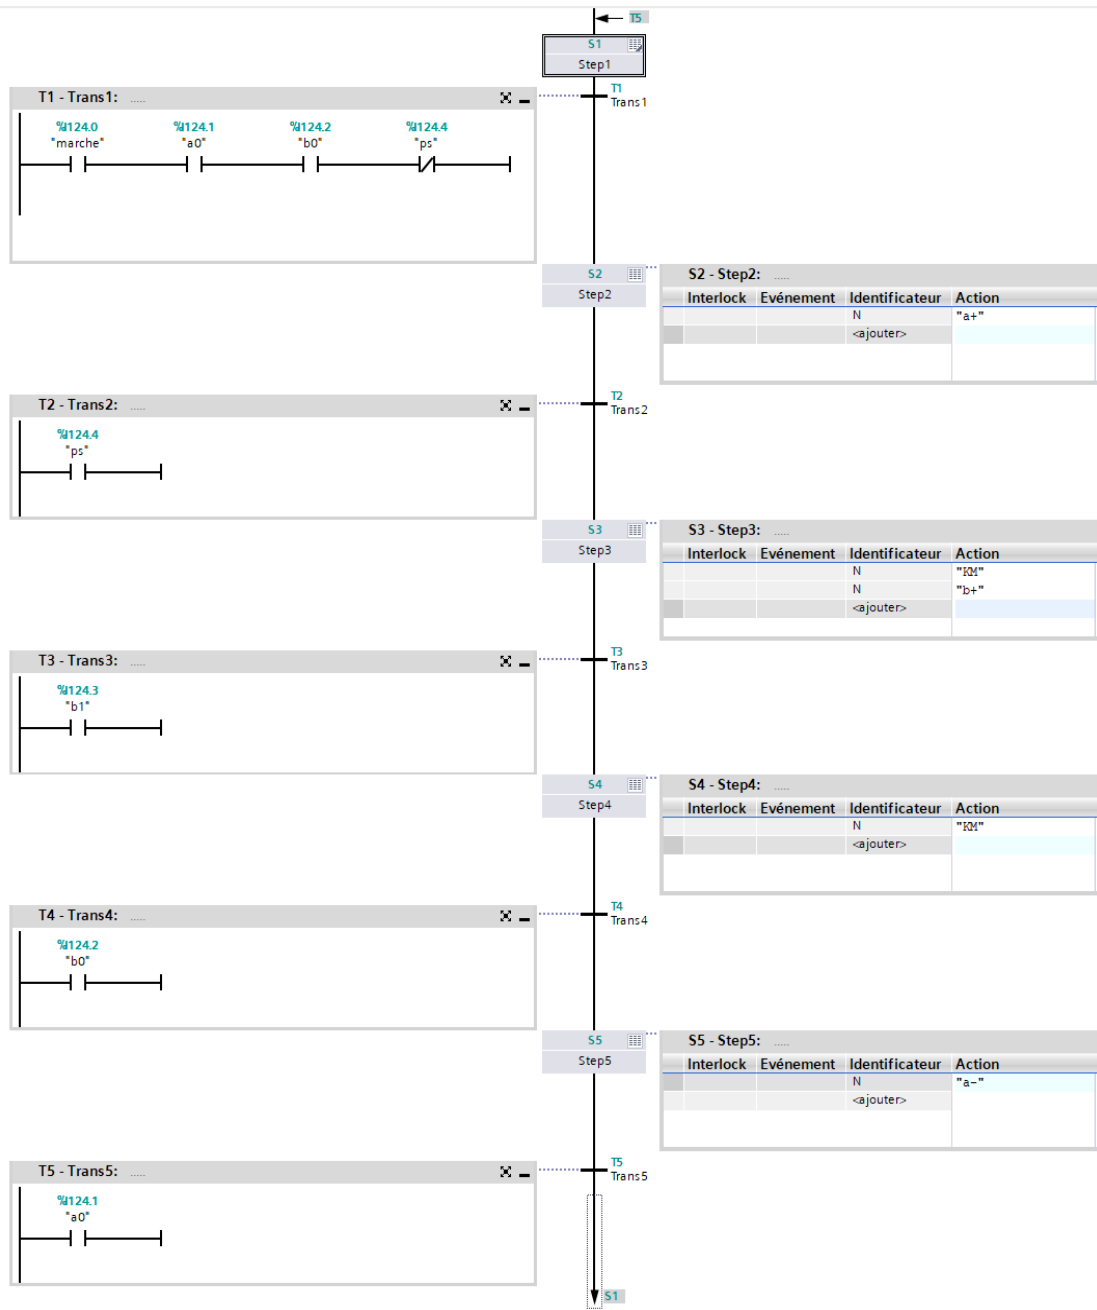 T5
S1
Step1
T1 - Trans1: .....
T1
Trans1
%I124.0 %I124.1 %I124.2 %I124.4
"marche" "a0" "b0" "ps"
S2
Step2
S2 - Step2: .....
Interlock Evénement Identificateur Action
N "a+"
<ajouter>
T2 - Trans2: .....
T2
Trans2
%I124.4
"ps"
S3
Step3
S3 - Step3: .....
Interlock Evénement Identificateur Action
N "KM"
N "b+"
<ajouter>
T3 - Trans3: .....
T3
Trans3
%I124.3
"b1"
S4
Step4
S4 - Step4: .....
Interlock Evénement Identificateur Action
N "KM"
<ajouter>
T4 - Trans4: .....
T4
Trans4
%I124.2
"b0"
S5
Step5
S5 - Step5: .....
Interlock Evénement Identificateur Action
N "a-"
<ajouter>
T5 - Trans5: .....
T5
Trans5
%I124.1
"a0"
S1